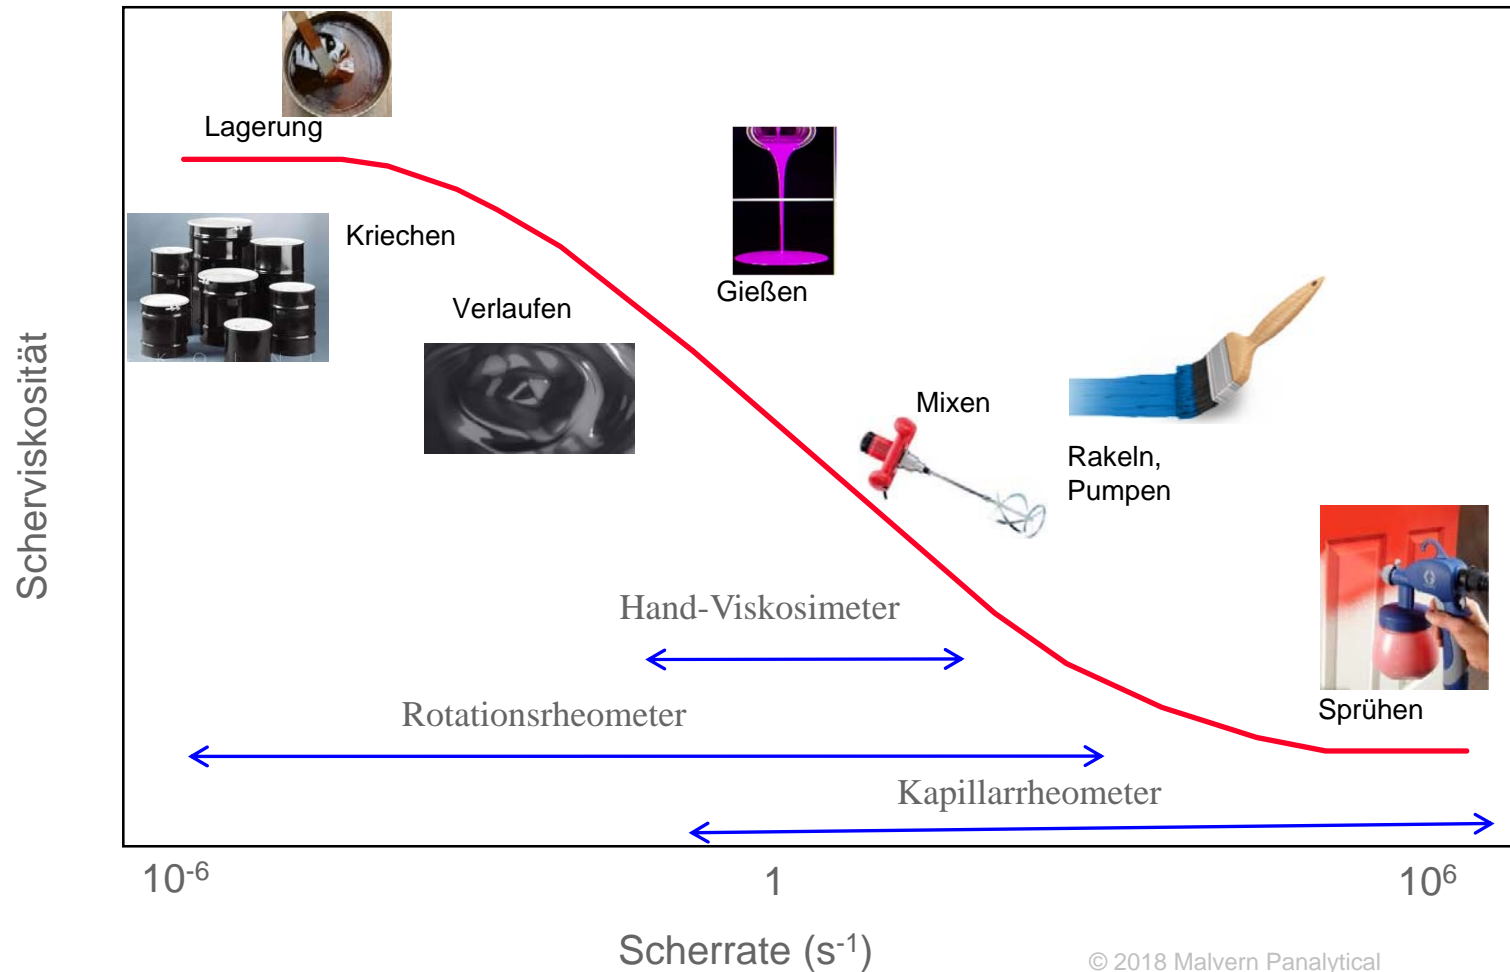 Lagerung
Kriechen
Verlaufen
Gießen
Mixen
Rakeln,
Pumpen
Sprühen
Hand-Viskosimeter
Rotationsrheometer
Kapillarrheometer
Scherviskosität
10⁻⁶
1
10⁶
Scherrate (s⁻¹)
© 2018 Malvern Panalytical